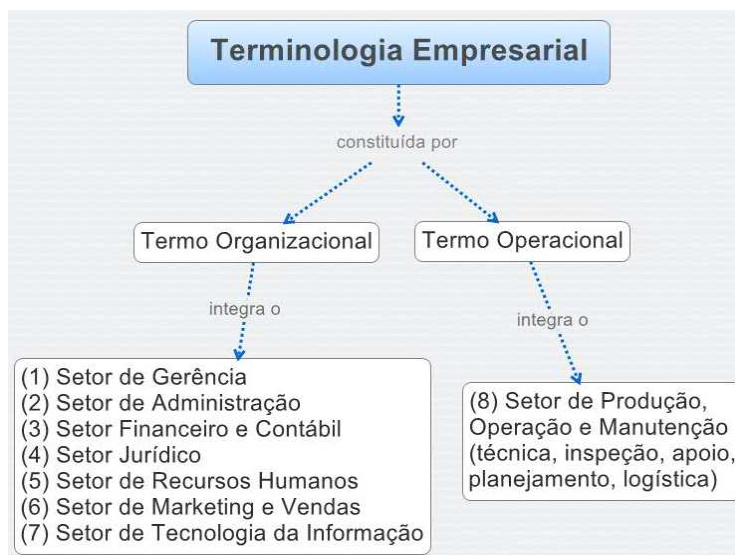 Terminologia Empresarial
constituída por
Termo Organizacional
Termo Operacional
integra o
integra o
(1) Setor de Gerência
(2) Setor de Administração
(3) Setor Financeiro e Contábil
(4) Setor Jurídico
(5) Setor de Recursos Humanos
(6) Setor de Marketing e Vendas
(7) Setor de Tecnologia da Informação
(8) Setor de Produção,
Operação e Manutenção
(técnica, inspeção, apoio,
planejamento, logística)